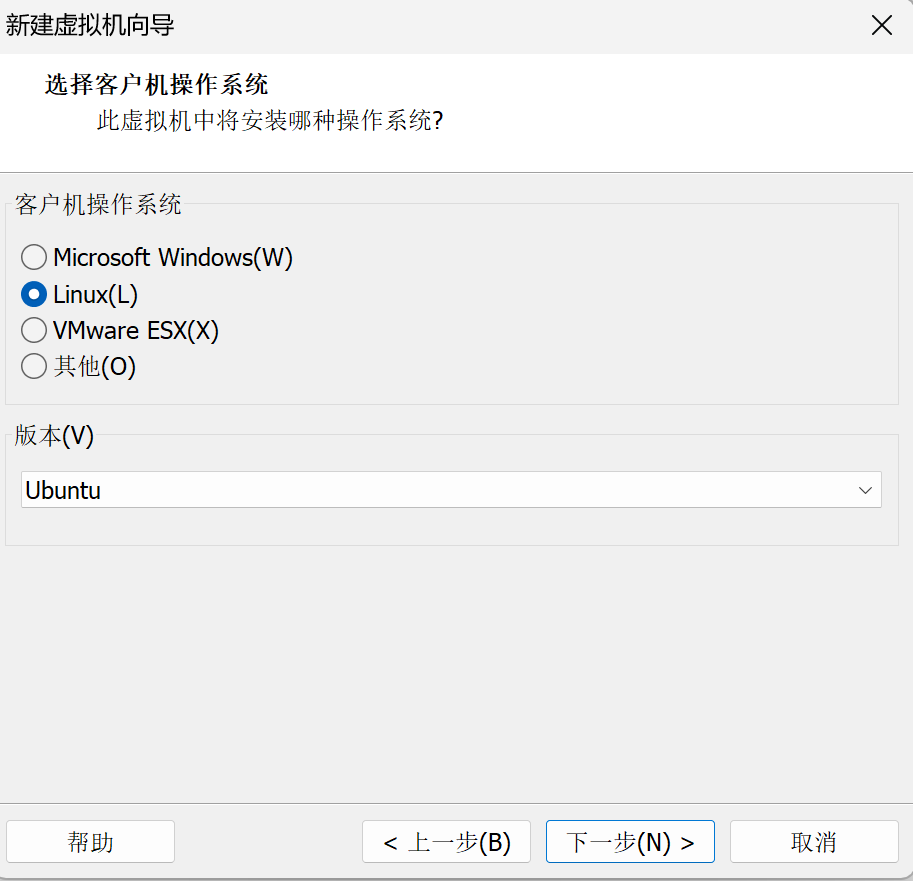 新建虚拟机向导
选择客户机操作系统
此虚拟机中将安装哪种操作系统?
客户机操作系统
Microsoft Windows(W)
Linux(L)
VMware ESX(X)
其他(O)
版本(V)
Ubuntu
帮助
< 上一步(B)
下一步(N) >
取消